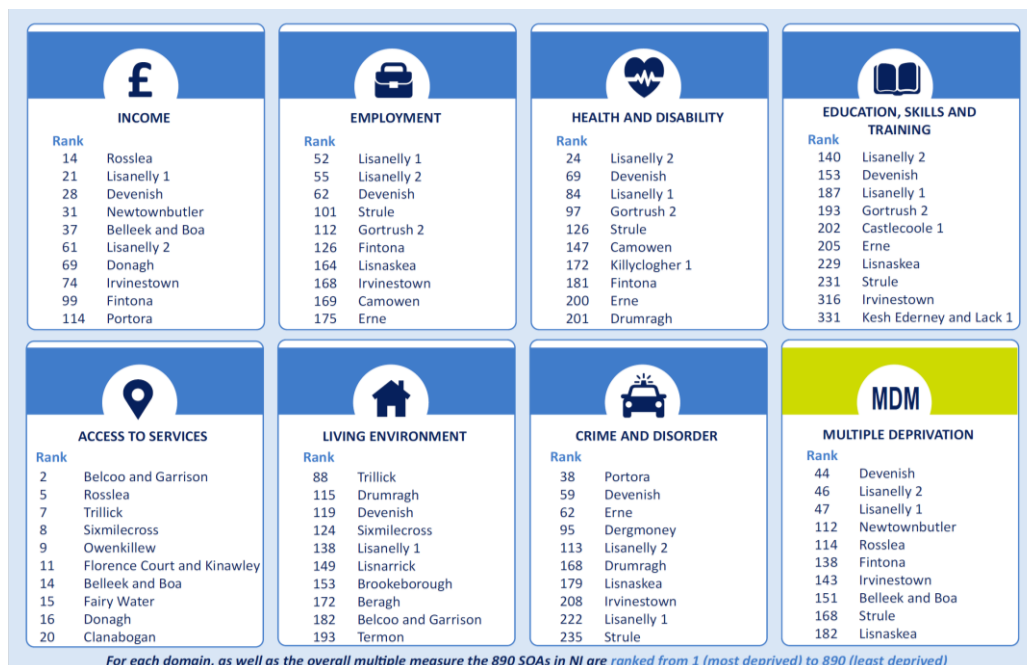 £
INCOME
Rank
14 Rosslea
21 Lisanelly 1
28 Devenish
31 Newtownbutler
37 Belleek and Boa
61 Lisanelly 2
69 Donagh
74 Irvinestown
99 Fintona
114 Portora
EMPLOYMENT
Rank
52 Lisanelly 1
55 Lisanelly 2
62 Devenish
101 Strule
112 Gortrush 2
126 Fintona
164 Lisnaskea
168 Irvinestown
169 Camowen
175 Erne
HEALTH AND DISABILITY
Rank
24 Lisanelly 2
69 Devenish
84 Lisanelly 1
97 Gortrush 2
126 Strule
147 Camowen
172 Killyclogher 1
181 Fintona
200 Erne
201 Drumragh
EDUCATION, SKILLS AND
TRAINING
Rank
140 Lisanelly 2
153 Devenish
187 Lisanelly 1
193 Gortrush 2
202 Castlecoole 1
205 Erne
229 Lisnaskea
231 Strule
316 Irvinestown
331 Kesh Ederney and Lack 1
ACCESS TO SERVICES
Rank
2 Belcoo and Garrison
5 Rosslea
7 Trillick
8 Sixmilecross
9 Owenkillew
11 Florence Court and Kinawley
14 Belleek and Boa
15 Fairy Water
16 Donagh
20 Clanabogan
LIVING ENVIRONMENT
Rank
88 Trillick
115 Drumragh
119 Devenish
124 Sixmilecross
138 Lisanelly 1
149 Lisnarrick
153 Brookeborough
172 Beragh
182 Belcoo and Garrison
193 Termon
CRIME AND DISORDER
Rank
38 Portora
59 Devenish
62 Erne
95 Dergmoney
113 Lisanelly 2
168 Drumragh
179 Lisnaskea
208 Irvinestown
222 Lisanelly 1
235 Strule
MDM
MULTIPLE DEPRIVATION
Rank
44 Devenish
46 Lisanelly 2
47 Lisanelly 1
112 Newtownbutler
114 Rosslea
138 Fintona
143 Irvinestown
151 Belleek and Boa
168 Strule
182 Lisnaskea
For each domain, as well as the overall multiple measure the 890 SOAs in NI are ranked from 1 (most deprived) to 890 (least deprived)